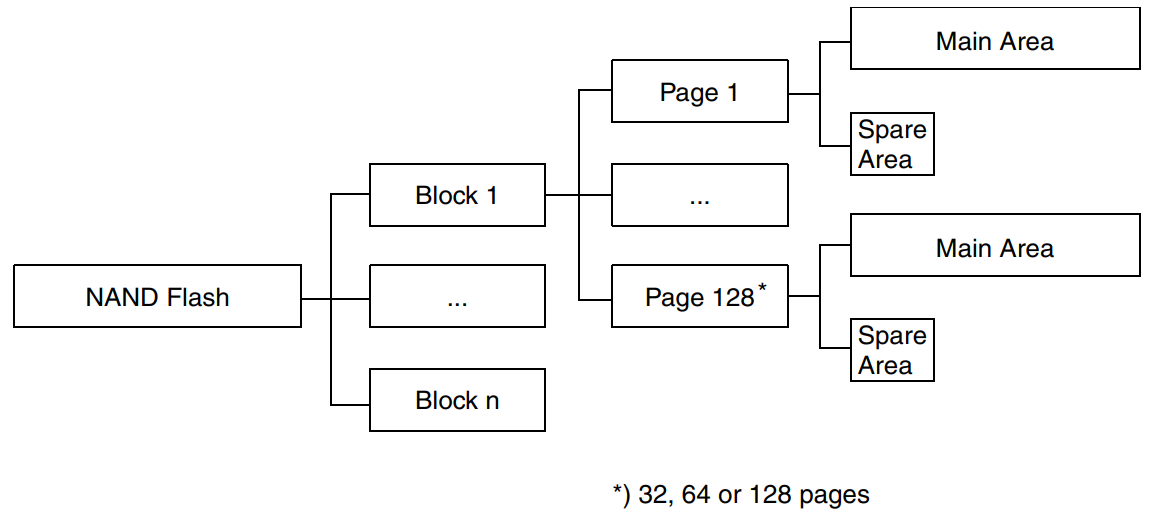 Main Area
Page 1
Spare
Area
Block 1
...
Main Area
NAND Flash
...
Page 128*
Spare
Area
Block n
*) 32, 64 or 128 pages